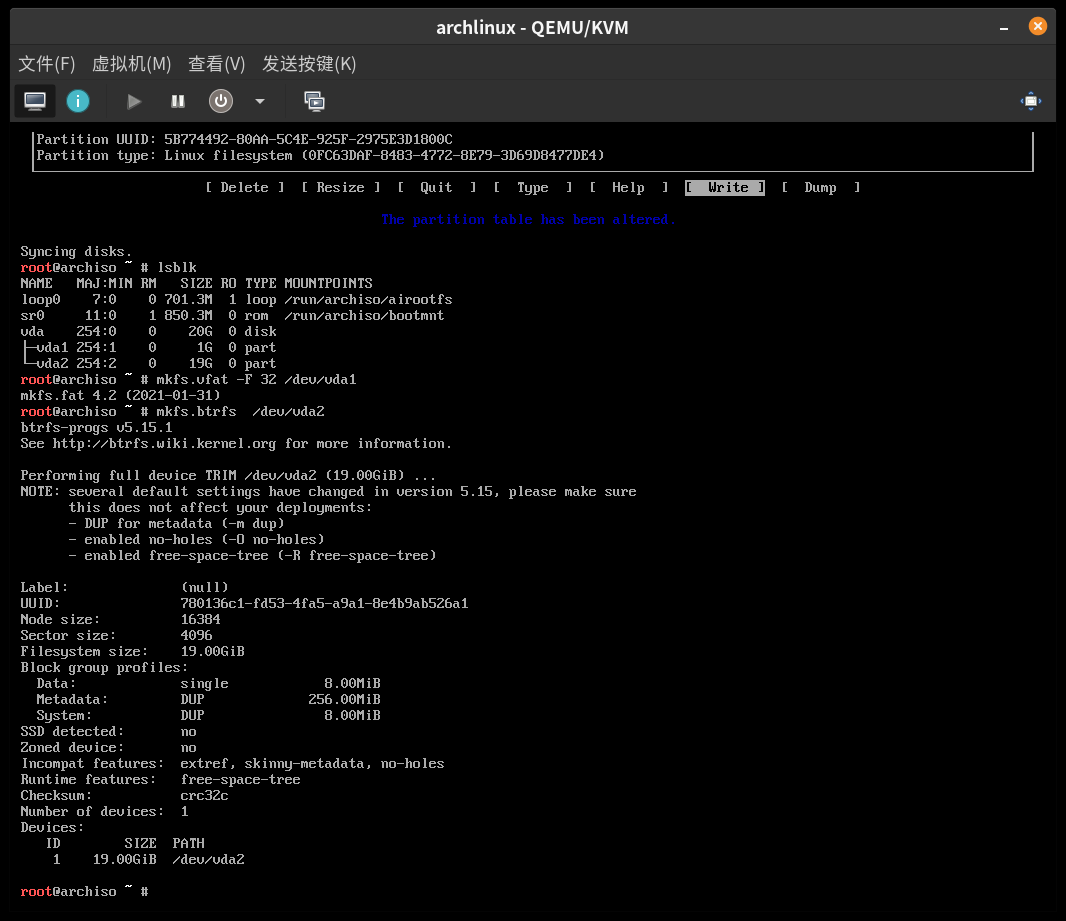 archlinux - QEMU/KVM
文件(F) 虚拟机(M) 查看(V) 发送按键(K)
Partition UUID: 5B774492-80AA-5C4E-925F-2975E3D1800C
Partition type: Linux filesystem (0FC63DAF-8483-4772-8E79-3D69D8477DE4)
[ Delete ] [ Resize ] [ Quit ] [ Type ] [ Help ] [ Write ] [ Dump ]
The partition table has been altered.
Syncing disks.
root@archiso ~ # lsblk
NAME   MAJ:MIN RM   SIZE RO TYPE MOUNTPOINTS
loop0    7:0    0 701.3M  1 loop /run/archiso/airootfs
sr0     11:0    1 850.3M  0 rom  /run/archiso/bootmnt
vda    254:0    0    20G  0 disk
├─vda1 254:1    0     1G  0 part
└─vda2 254:2    0    19G  0 part
root@archiso ~ # mkfs.vfat -F 32 /dev/vda1
mkfs.fat 4.2 (2021-01-31)
root@archiso ~ # mkfs.btrfs  /dev/vda2
btrfs-progs v5.15.1
See http://btrfs.wiki.kernel.org for more information.
Performing full device TRIM /dev/vda2 (19.00GiB) ...
NOTE: several default settings have changed in version 5.15, please make sure
      this does not affect your deployments:
      - DUP for metadata (-m dup)
      - enabled no-holes (-O no-holes)
      - enabled free-space-tree (-R free-space-tree)
Label:              (null)
UUID:               780136c1-fd53-4fa5-a9a1-8e4b9ab526a1
Node size:          16384
Sector size:        4096
Filesystem size:    19.00GiB
Block group profiles:
  Data:             single            8.00MiB
  Metadata:         DUP             256.00MiB
  System:           DUP               8.00MiB
SSD detected:       no
Zoned device:       no
Incompat features:  extref, skinny-metadata, no-holes
Runtime features:   free-space-tree
Checksum:           crc32c
Number of devices:  1
Devices:
   ID        SIZE  PATH
    1    19.00GiB  /dev/vda2
root@archiso ~ #